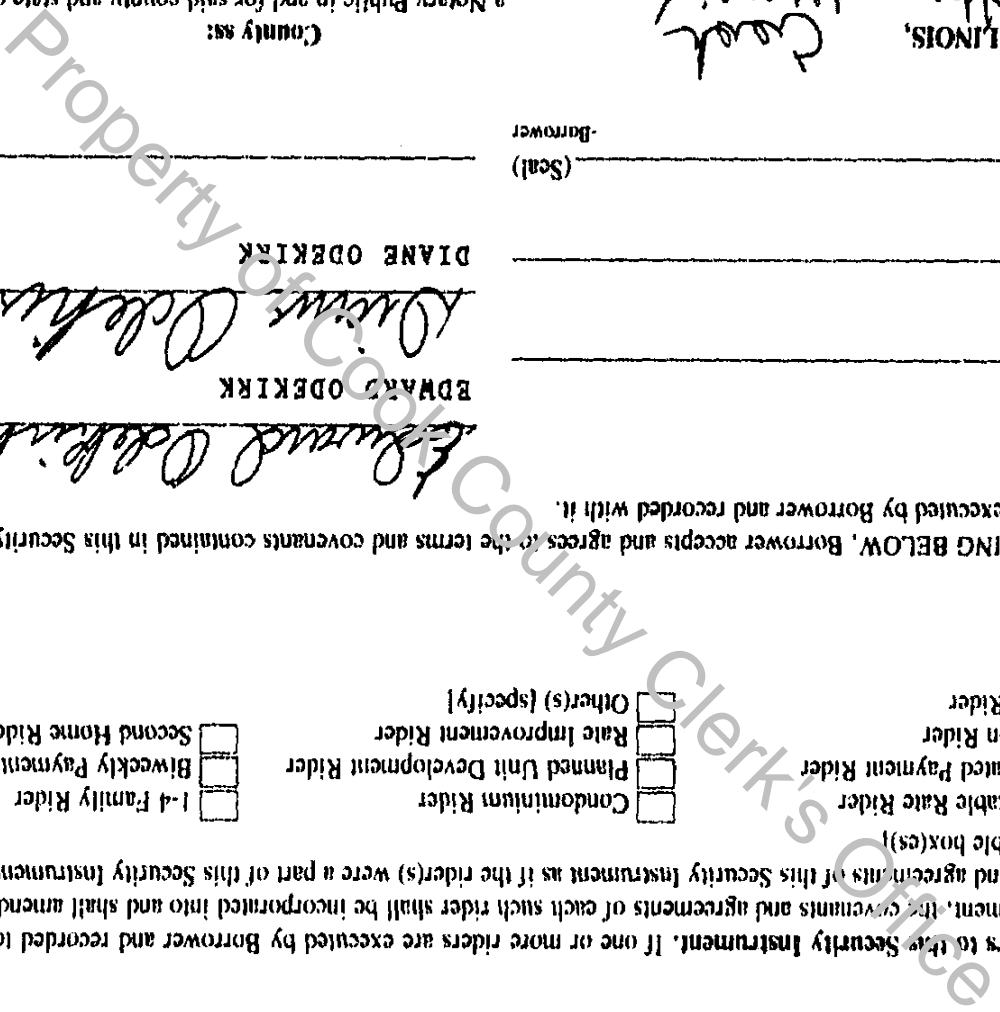 s to this Security Instrument. If one or more riders are executed by Borrower and recorded to
ment, the covenants and agreements of each such rider shall be incorporated into and shall amend
nd agreements of this Security Instrument as if the rider(s) were a part of this Security Instrument
ble box(es)]
able Rate Rider Condominium Rider 1-4 Family Rider
ated Payment Rider Planned Unit Development Rider Biweekly Payment
n Rider Rate Improvement Rider Second Home Ride
Rider Other(s) [specify]
ING BELOW, Borrower accepts and agrees to the terms and covenants contained in this Security
executed by Borrower and recorded with it.
Edward Odekirk
EDWARD ODEKIRK
Diane Odekirk
DIANE ODEKIRK
(Seal)
-Borrower
LINOIS, Cook County ss:
a Notary Public in and for said county and state
Property of Cook County Clerk's Office